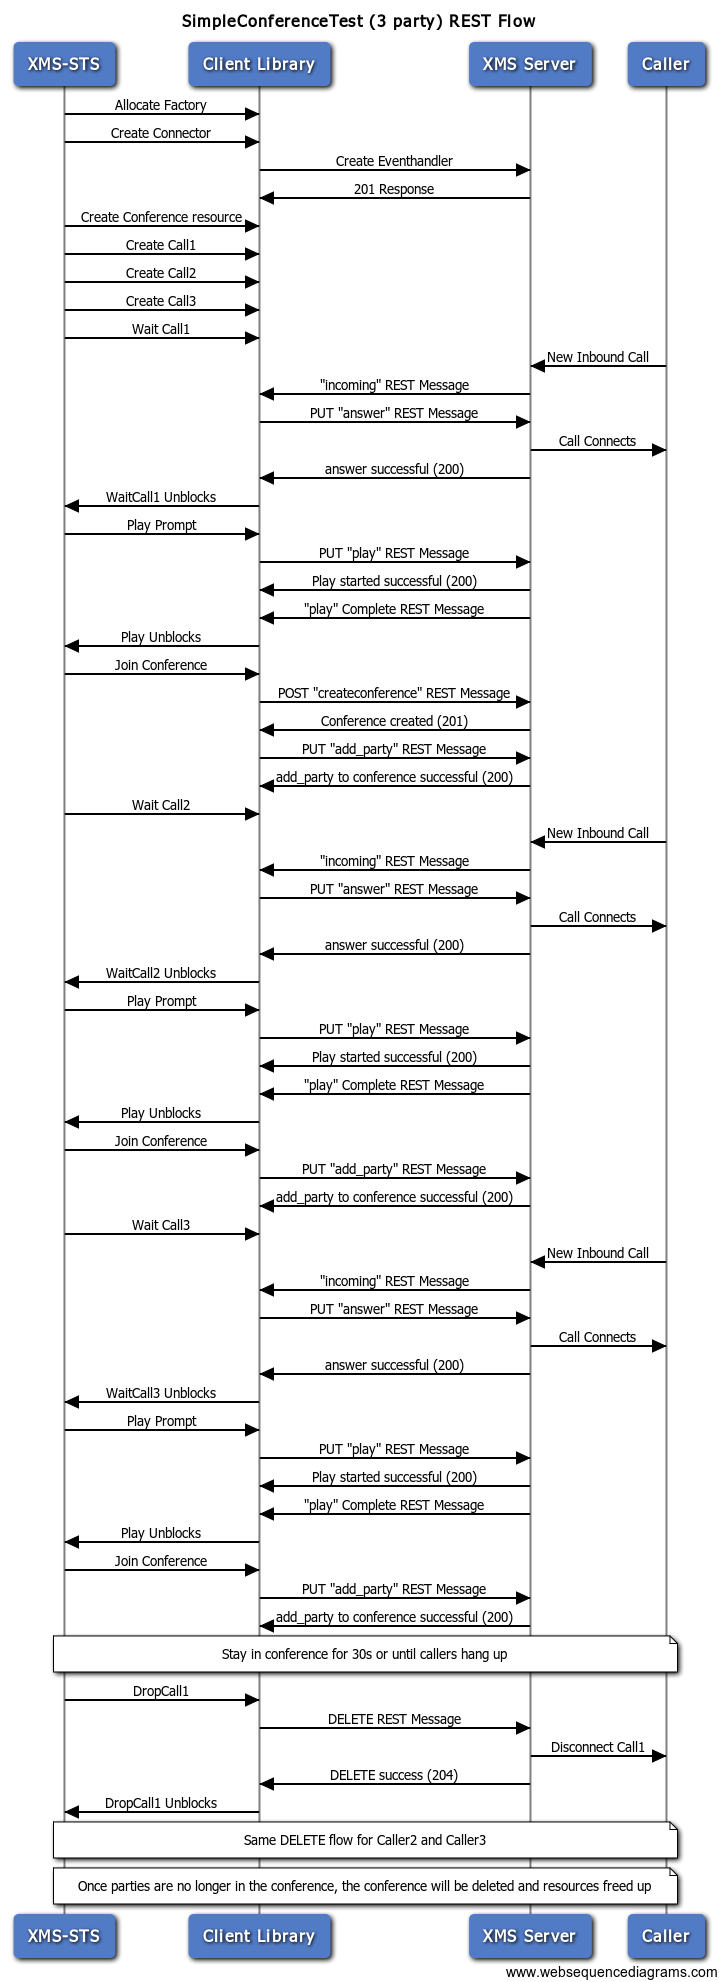 SimpleConferenceTest (3 party) REST Flow
XMS-STS
Client Library
XMS Server
Caller
Allocate Factory
Create Connector
Create Eventhandler
201 Response
Create Conference resource
Create Call1
Create Call2
Create Call3
Wait Call1
New Inbound Call
"incoming" REST Message
PUT "answer" REST Message
Call Connects
answer successful (200)
WaitCall1 Unblocks
Play Prompt
PUT "play" REST Message
Play started successful (200)
"play" Complete REST Message
Play Unblocks
Join Conference
POST "createconference" REST Message
Conference created (201)
PUT "add_party" REST Message
add_party to conference successful (200)
Wait Call2
New Inbound Call
"incoming" REST Message
PUT "answer" REST Message
Call Connects
answer successful (200)
WaitCall2 Unblocks
Play Prompt
PUT "play" REST Message
Play started successful (200)
"play" Complete REST Message
Play Unblocks
Join Conference
PUT "add_party" REST Message
add_party to conference successful (200)
Wait Call3
New Inbound Call
"incoming" REST Message
PUT "answer" REST Message
Call Connects
answer successful (200)
WaitCall3 Unblocks
Play Prompt
PUT "play" REST Message
Play started successful (200)
"play" Complete REST Message
Play Unblocks
Join Conference
PUT "add_party" REST Message
add_party to conference successful (200)
Stay in conference for 30s or until callers hang up
DropCall1
DELETE REST Message
Disconnect Call1
DELETE success (204)
DropCall1 Unblocks
Same DELETE flow for Caller2 and Caller3
Once parties are no longer in the conference, the conference will be deleted and resources freed up
XMS-STS
Client Library
XMS Server
Caller
www.websequencediagrams.com